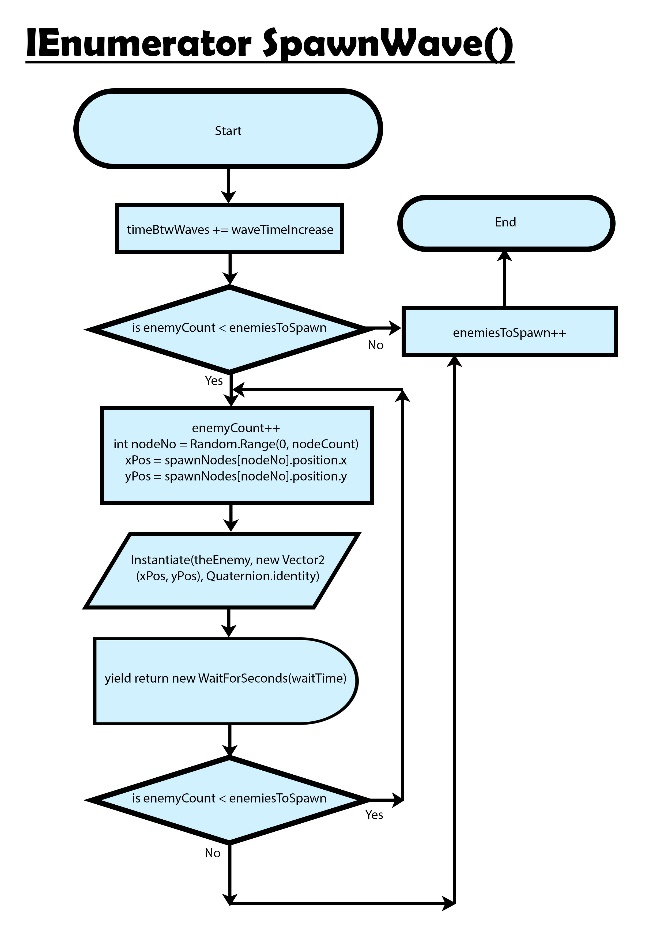 IEnumerator SpawnWave()
Start
timeBtwWaves += waveTimeIncrease
End
is enemyCount < enemiesToSpawn
No
enemiesToSpawn++
Yes
enemyCount++
int nodeNo = Random.Range(0, nodeCount)
xPos = spawnNodes[nodeNo].position.x
yPos = spawnNodes[nodeNo].position.y
Instantiate(theEnemy, new Vector2
(xPos, yPos), Quaternion.identity)
yield return new WaitForSeconds(waitTime)
is enemyCount < enemiesToSpawn
Yes
No